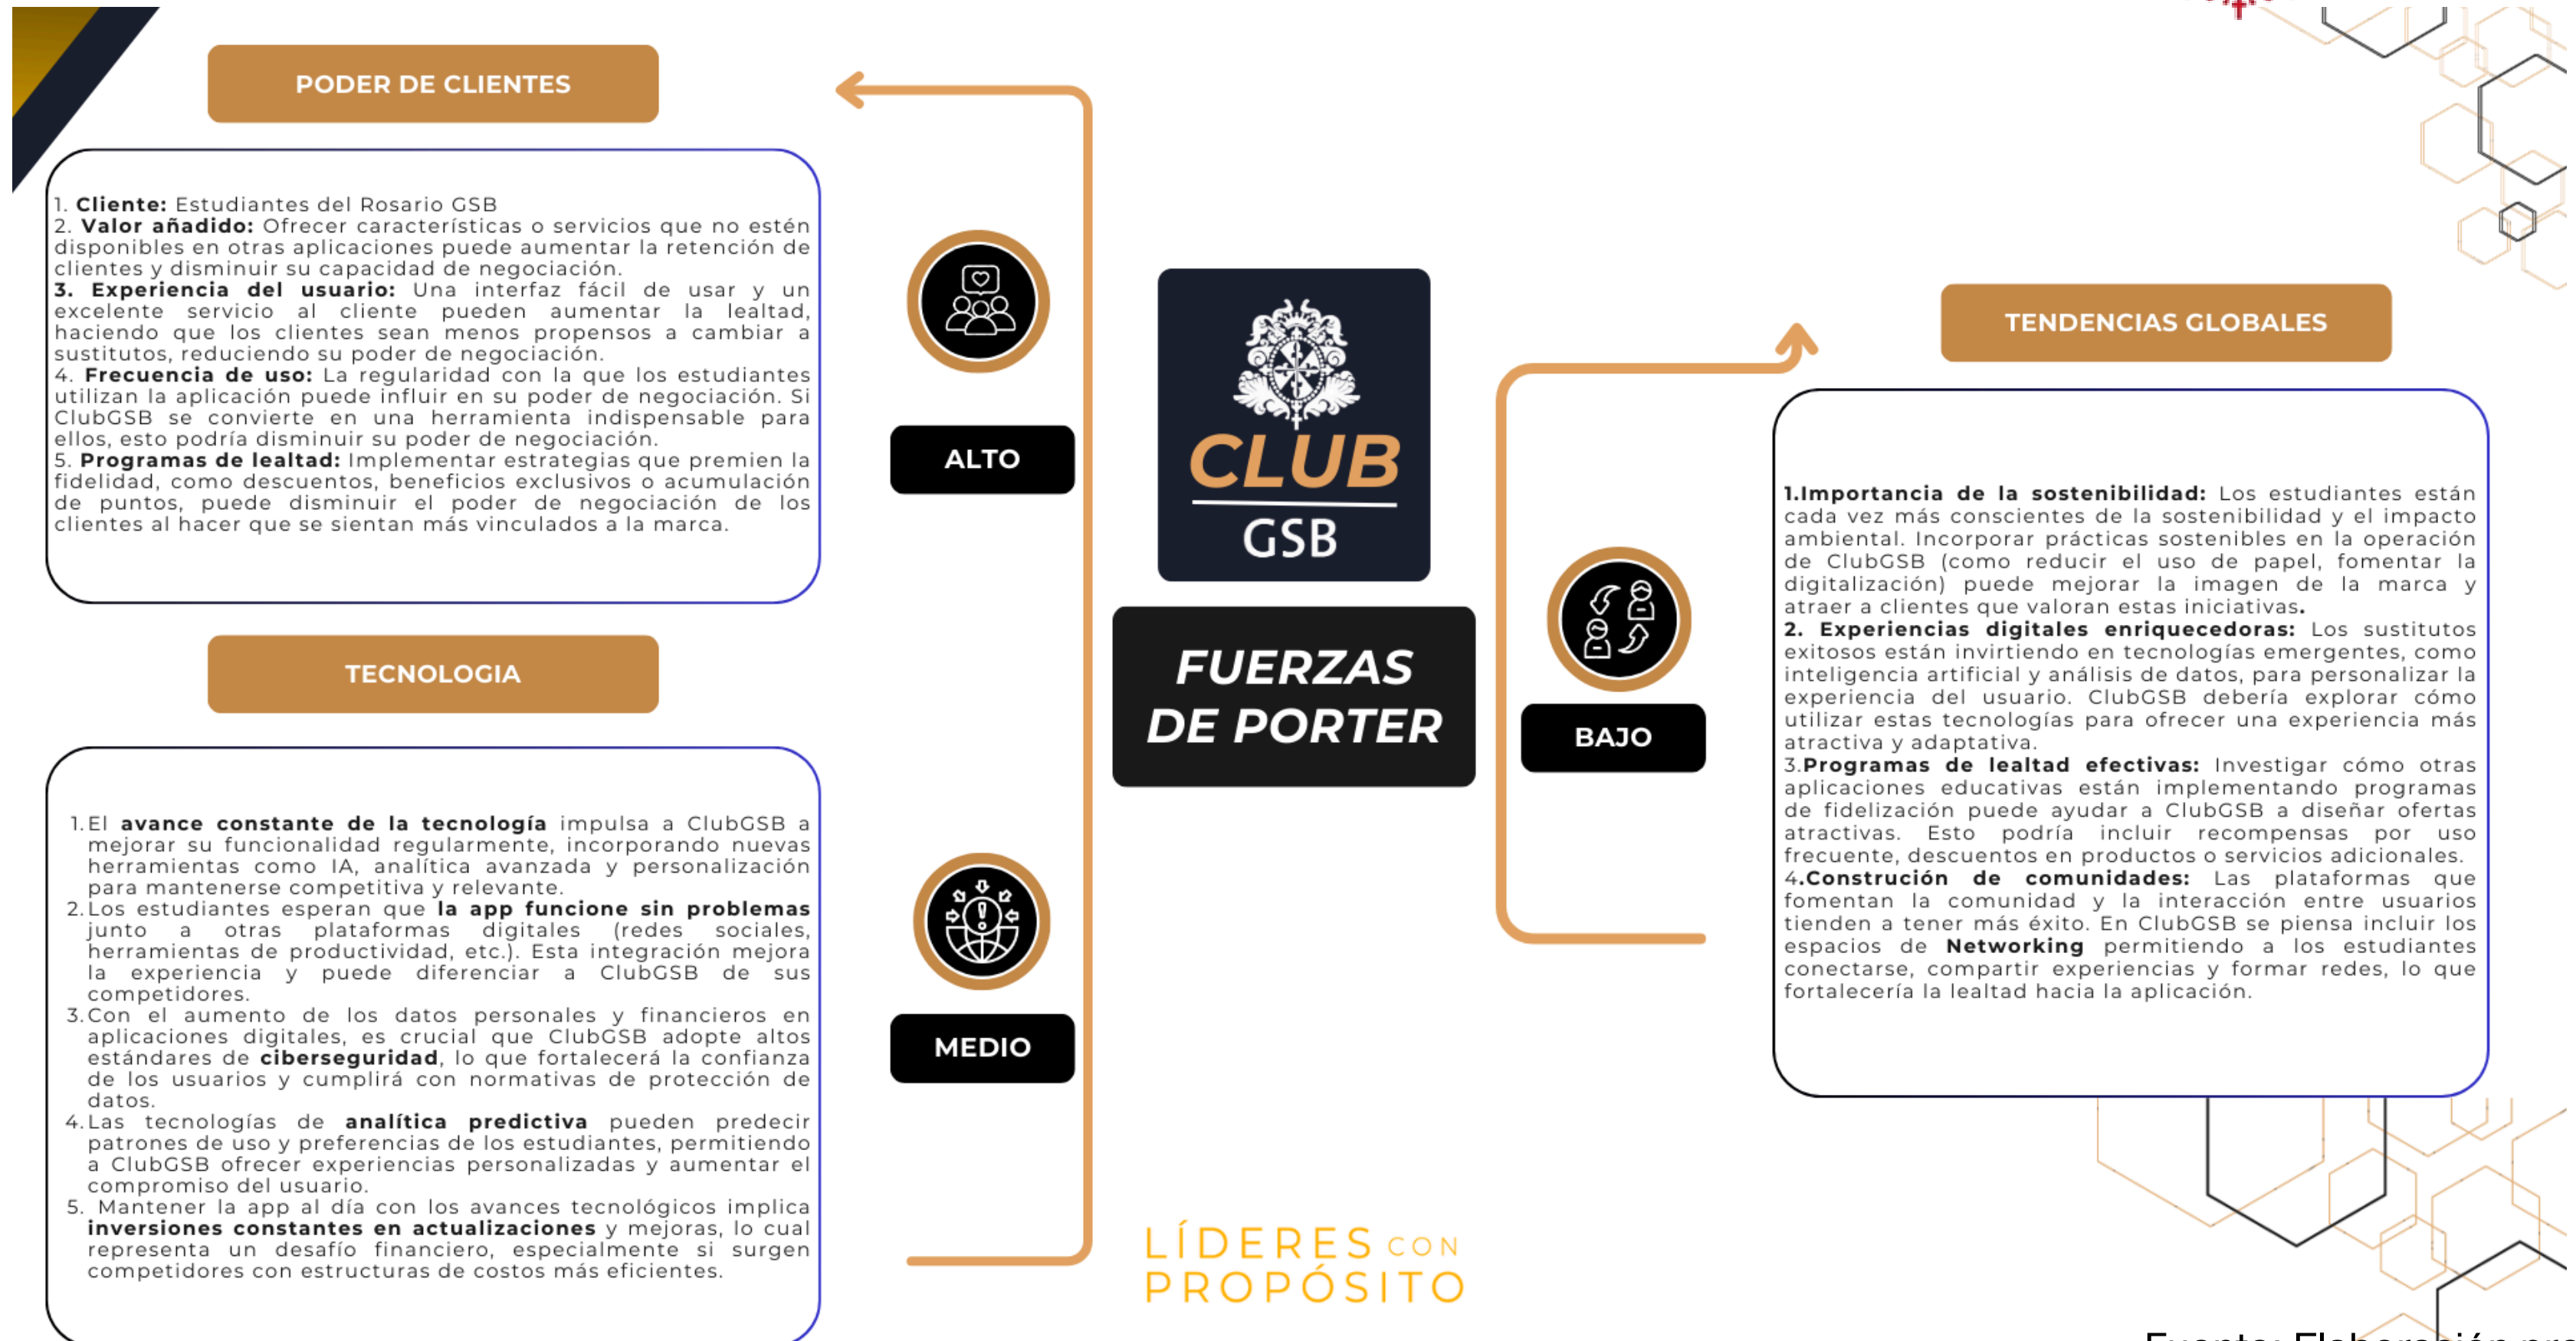 PODER DE CLIENTES
1. Cliente: Estudiantes del Rosario GSB
2. Valor añadido: Ofrecer características o servicios que no estén
disponibles en otras aplicaciones puede aumentar la retención de
clientes y disminuir su capacidad de negociación.
3. Experiencia del usuario: Una interfaz fácil de usar y un
excelente servicio al cliente pueden aumentar la lealtad,
haciendo que los clientes sean menos propensos a cambiar a
sustitutos, reduciendo su poder de negociación.
4. Frecuencia de uso: La regularidad con la que los estudiantes
utilizan la aplicación puede influir en su poder de negociación. Si
ClubGSB se convierte en una herramienta indispensable para
ellos, esto podría disminuir su poder de negociación.
5. Programas de lealtad: Implementar estrategias que premien la
fidelidad, como descuentos, beneficios exclusivos o acumulación
de puntos, puede disminuir el poder de negociación de los
clientes al hacer que se sientan más vinculados a la marca.
ALTO
TECNOLOGIA
1. El avance constante de la tecnología impulsa a ClubGSB a
mejorar su funcionalidad regularmente, incorporando nuevas
herramientas como IA, analítica avanzada y personalización
para mantenerse competitiva y relevante.
2. Los estudiantes esperan que la app funcione sin problemas
junto a otras plataformas digitales (redes sociales,
herramientas de productividad, etc.). Esta integración mejora
la experiencia y puede diferenciar a ClubGSB de sus
competidores.
3. Con el aumento de los datos personales y financieros en
aplicaciones digitales, es crucial que ClubGSB adopte altos
estándares de ciberseguridad, lo que fortalecerá la confianza
de los usuarios y cumplirá con normativas de protección de
datos.
4. Las tecnologías de analítica predictiva pueden predecir
patrones de uso y preferencias de los estudiantes, permitiendo
a ClubGSB ofrecer experiencias personalizadas y aumentar el
compromiso del usuario.
5. Mantener la app al día con los avances tecnológicos implica
inversiones constantes en actualizaciones y mejoras, lo cual
representa un desafío financiero, especialmente si surgen
competidores con estructuras de costos más eficientes.
MEDIO
CLUB
GSB
FUERZAS
DE PORTER
LÍDERES CON
PROPÓSITO
BAJO
TENDENCIAS GLOBALES
1.Importancia de la sostenibilidad: Los estudiantes están
cada vez más conscientes de la sostenibilidad y el impacto
ambiental. Incorporar prácticas sostenibles en la operación
de ClubGSB (como reducir el uso de papel, fomentar la
digitalización) puede mejorar la imagen de la marca y
atraer a clientes que valoran estas iniciativas.
2. Experiencias digitales enriquecedoras: Los sustitutos
exitosos están invirtiendo en tecnologías emergentes, como
inteligencia artificial y análisis de datos, para personalizar la
experiencia del usuario. ClubGSB debería explorar cómo
utilizar estas tecnologías para ofrecer una experiencia más
atractiva y adaptativa.
3.Programas de lealtad efectivas: Investigar cómo otras
aplicaciones educativas están implementando programas
de fidelización puede ayudar a ClubGSB a diseñar ofertas
atractivas. Esto podría incluir recompensas por uso
frecuente, descuentos en productos o servicios adicionales.
4.Construción de comunidades: Las plataformas que
fomentan la comunidad y la interacción entre usuarios
tienden a tener más éxito. En ClubGSB se piensa incluir los
espacios de Networking permitiendo a los estudiantes
conectarse, compartir experiencias y formar redes, lo que
fortalecería la lealtad hacia la aplicación.
Fuente: Elaboración